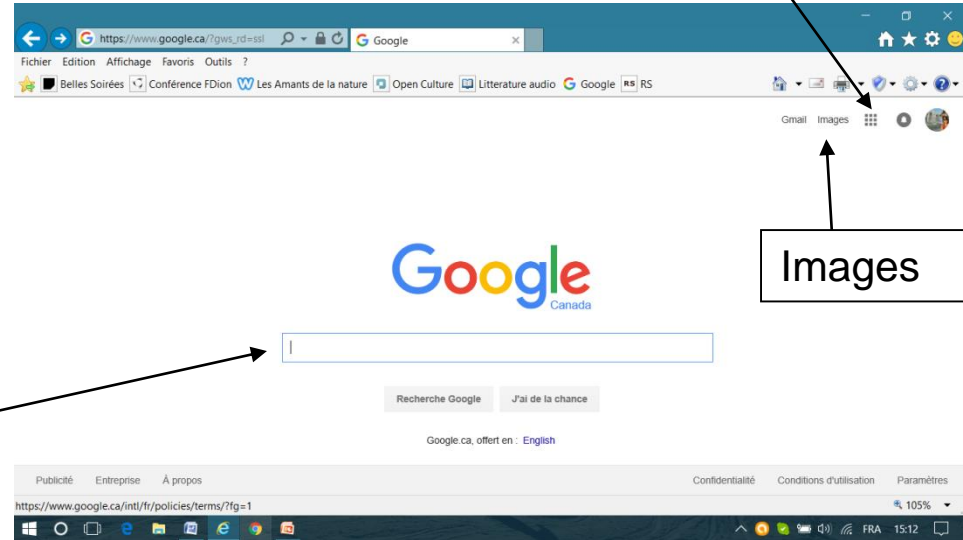 https://www.google.ca/?gws_rd=ssl
Google
Fichier Edition Affichage Favoris Outils ?
Belles Soirées Conférence FDion Les Amants de la nature Open Culture Litterature audio Google RS RS
Gmail Images
Images
Google
Canada
Recherche Google J'ai de la chance
Google.ca, offert en : English
Publicité Entreprise À propos Confidentialité Conditions d'utilisation Paramètres
https://www.google.ca/intl/fr/policies/terms/?fg=1
105%
FRA 15:12